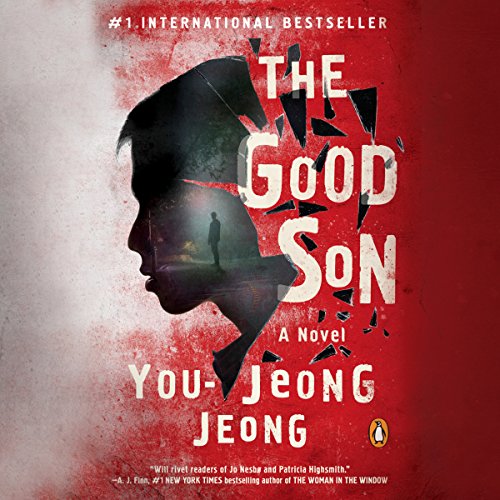 #1 INTERNATIONAL BESTSELLER
THE
GOOD
SON
A Novel
YOU-JEONG
JEONG
"Will rivet readers of Jo Nesbø and Patricia Highsmith."
—A. J. Finn, #1 NEW YORK TIMES bestselling author of THE WOMAN IN THE WINDOW